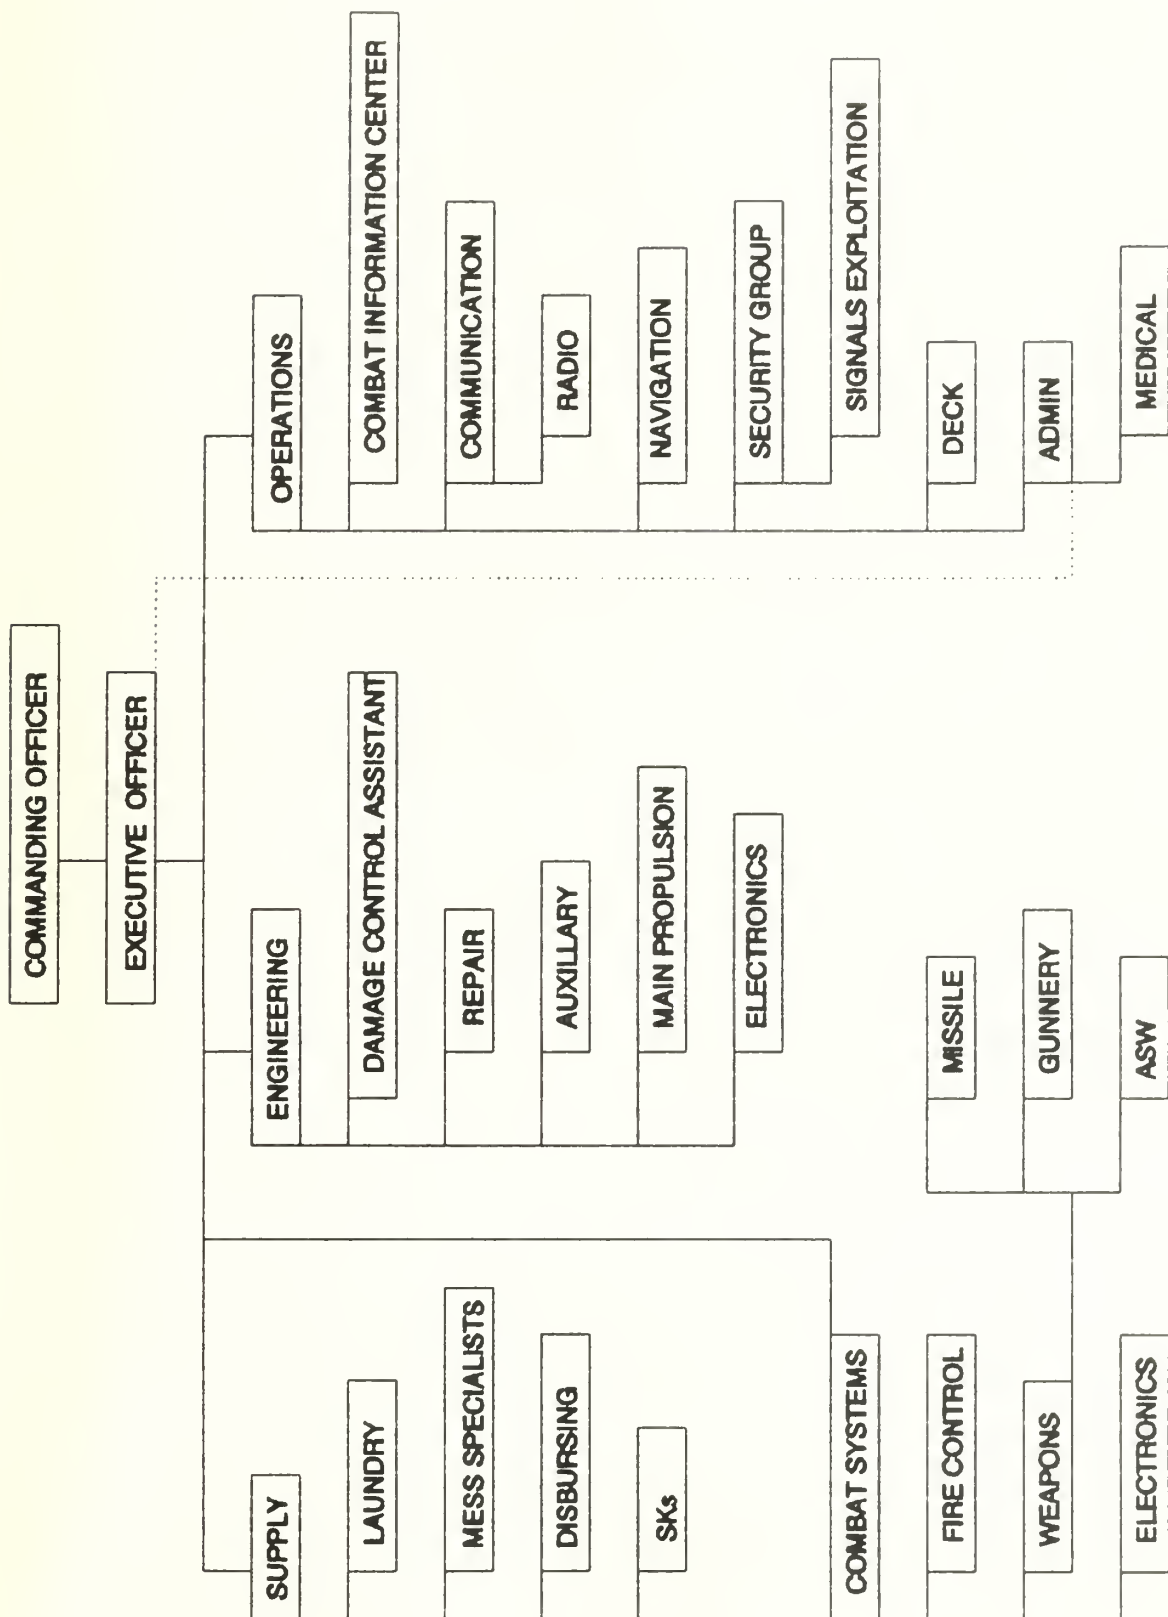 COMMANDING OFFICER
EXECUTIVE OFFICER
SUPPLY
LAUNDRY
MESS SPECIALISTS
DISBURSING
SKs
COMBAT SYSTEMS
FIRE CONTROL
WEAPONS
ELECTRONICS
MISSILE
GUNNERY
ASW
ENGINEERING
DAMAGE CONTROL ASSISTANT
REPAIR
AUXILLARY
MAIN PROPULSION
ELECTRONICS
OPERATIONS
COMBAT INFORMATION CENTER
COMMUNICATION
RADIO
NAVIGATION
SECURITY GROUP
SIGNALS EXPLOITATION
DECK
ADMIN
MEDICAL